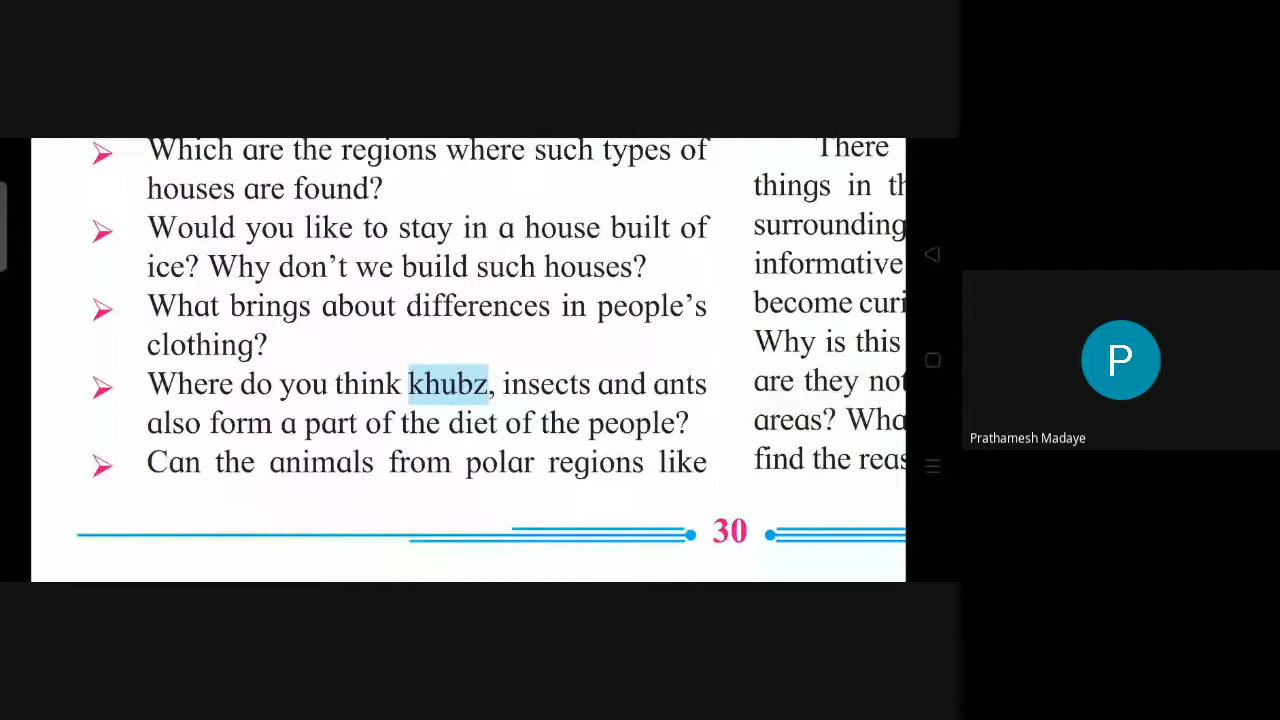 Which are the regions where such types of
houses are found?
Would you like to stay in a house built of
ice? Why don't we build such houses?
What brings about differences in people's
clothing?
Where do you think khubz, insects and ants
also form a part of the diet of the people?
Can the animals from polar regions like
There
things in th
surrounding
informative
become curi
Why is this
are they not
areas? Wha
find the reas
30
P
Prathamesh Madaye